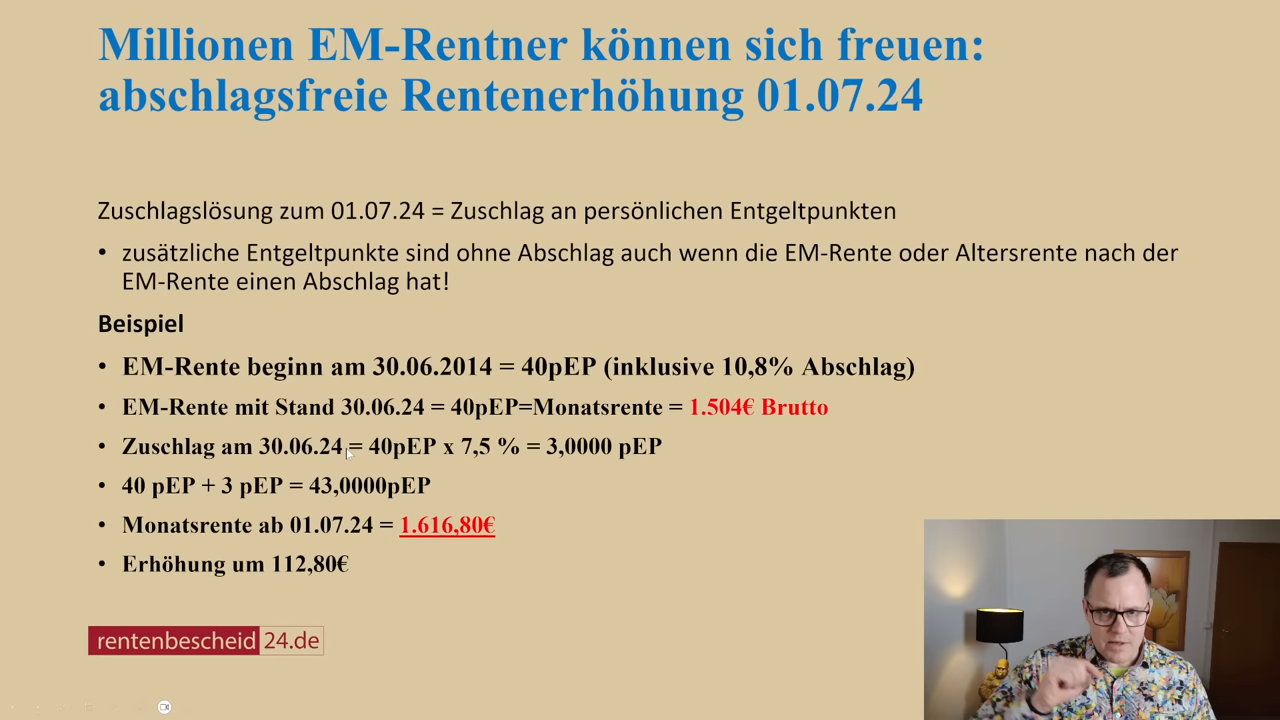 Millionen EM-Rentner können sich freuen:
abschlagsfreie Rentenerhöhung 01.07.24
Zuschlagslösung zum 01.07.24 = Zuschlag an persönlichen Entgeltpunkten
• zusätzliche Entgeltpunkte sind ohne Abschlag auch wenn die EM-Rente oder Altersrente nach der
EM-Rente einen Abschlag hat!
Beispiel
• EM-Rente beginn am 30.06.2014 = 40pEP (inklusive 10,8% Abschlag)
• EM-Rente mit Stand 30.06.24 = 40pEP=Monatsrente = 1.504€ Brutto
• Zuschlag am 30.06.24 = 40pEP x 7,5 % = 3,0000 pEP
• 40 pEP + 3 pEP = 43,0000pEP
• Monatsrente ab 01.07.24 = 1.616,80€
• Erhöhung um 112,80€
rentenbescheid 24.de